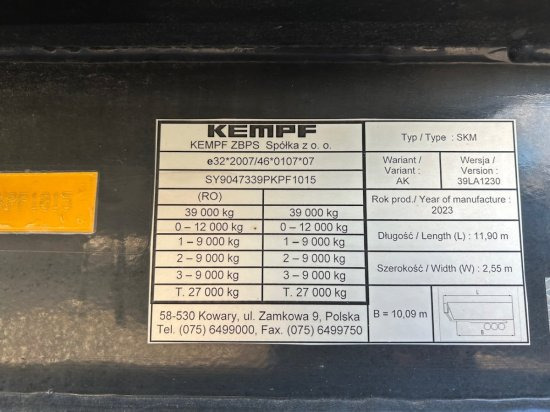 KEMPF
KEMPF ZBPS Spółka z o. o.
e32*2007/46*0107*07
SY9047339PKPF1015
(RO)
39 000 kg 39 000 kg
0 – 12 000 kg 0 – 12 000 kg
1 – 9 000 kg 1 – 9 000 kg
2 – 9 000 kg 2 – 9 000 kg
3 – 9 000 kg 3 – 9 000 kg
T. 27 000 kg T. 27 000 kg
58-530 Kowary, ul. Zamkowa 9, Polska
Tel. (075) 6499000, Fax. (075) 6499750
Typ / Type : SKM
Wariant / Variant : AK
Wersja / Version : 39LA1230
Rok prod./ Year of manufacture :
2023
Długość / Length (L) : 11,90 m
Szerokość / Width (W) : 2,55 m
B = 10,09 m
L